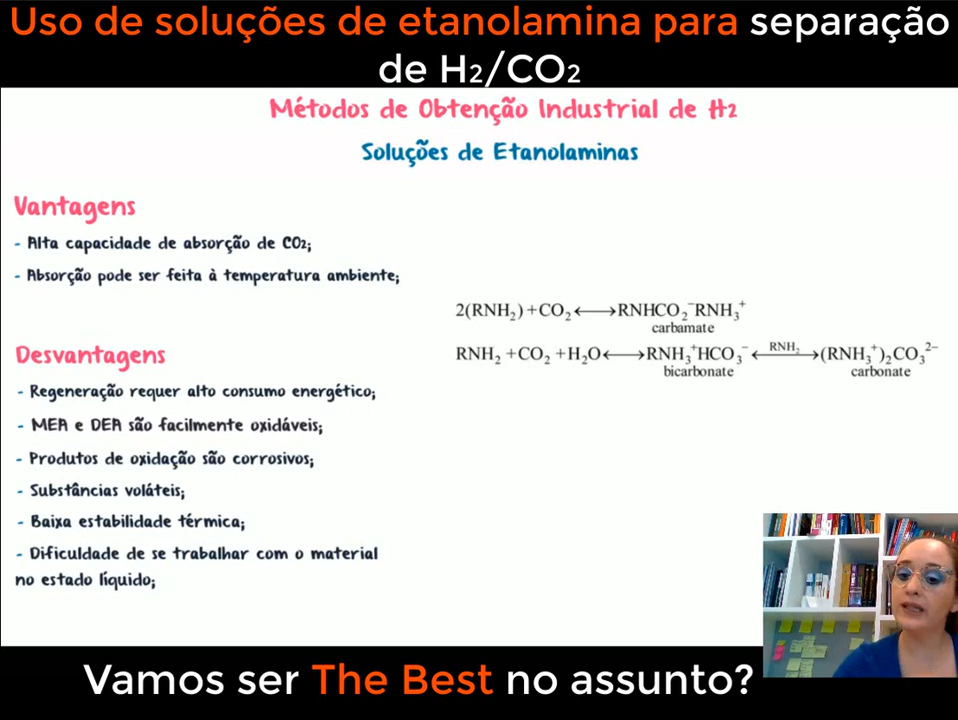 Uso de soluções de etanolamina para separação
de H₂/CO₂
Métodos de Obtenção Industrial de H2
Soluções de Etanolaminas
Vantagens
- Alta capacidade de absorção de CO2;
- Absorção pode ser feita à temperatura ambiente;
2(RNH₂)+CO₂⟷RNHCO₂⁻RNH₃⁺
carbamate
Desvantagens
RNH₂+CO₂+H₂O⟷RNH₃⁺HCO₃⁻ ⟷ RNH₂ (RNH₃⁺)₂CO₃²⁻
bicarbonate carbonate
- Regeneração requer alto consumo energético;
- MEA e DEA são facilmente oxidáveis;
- Produtos de oxidação são corrosivos;
- Substâncias voláteis;
- Baixa estabilidade térmica;
- Dificuldade de se trabalhar com o material
no estado líquido;
Vamos ser The Best no assunto?